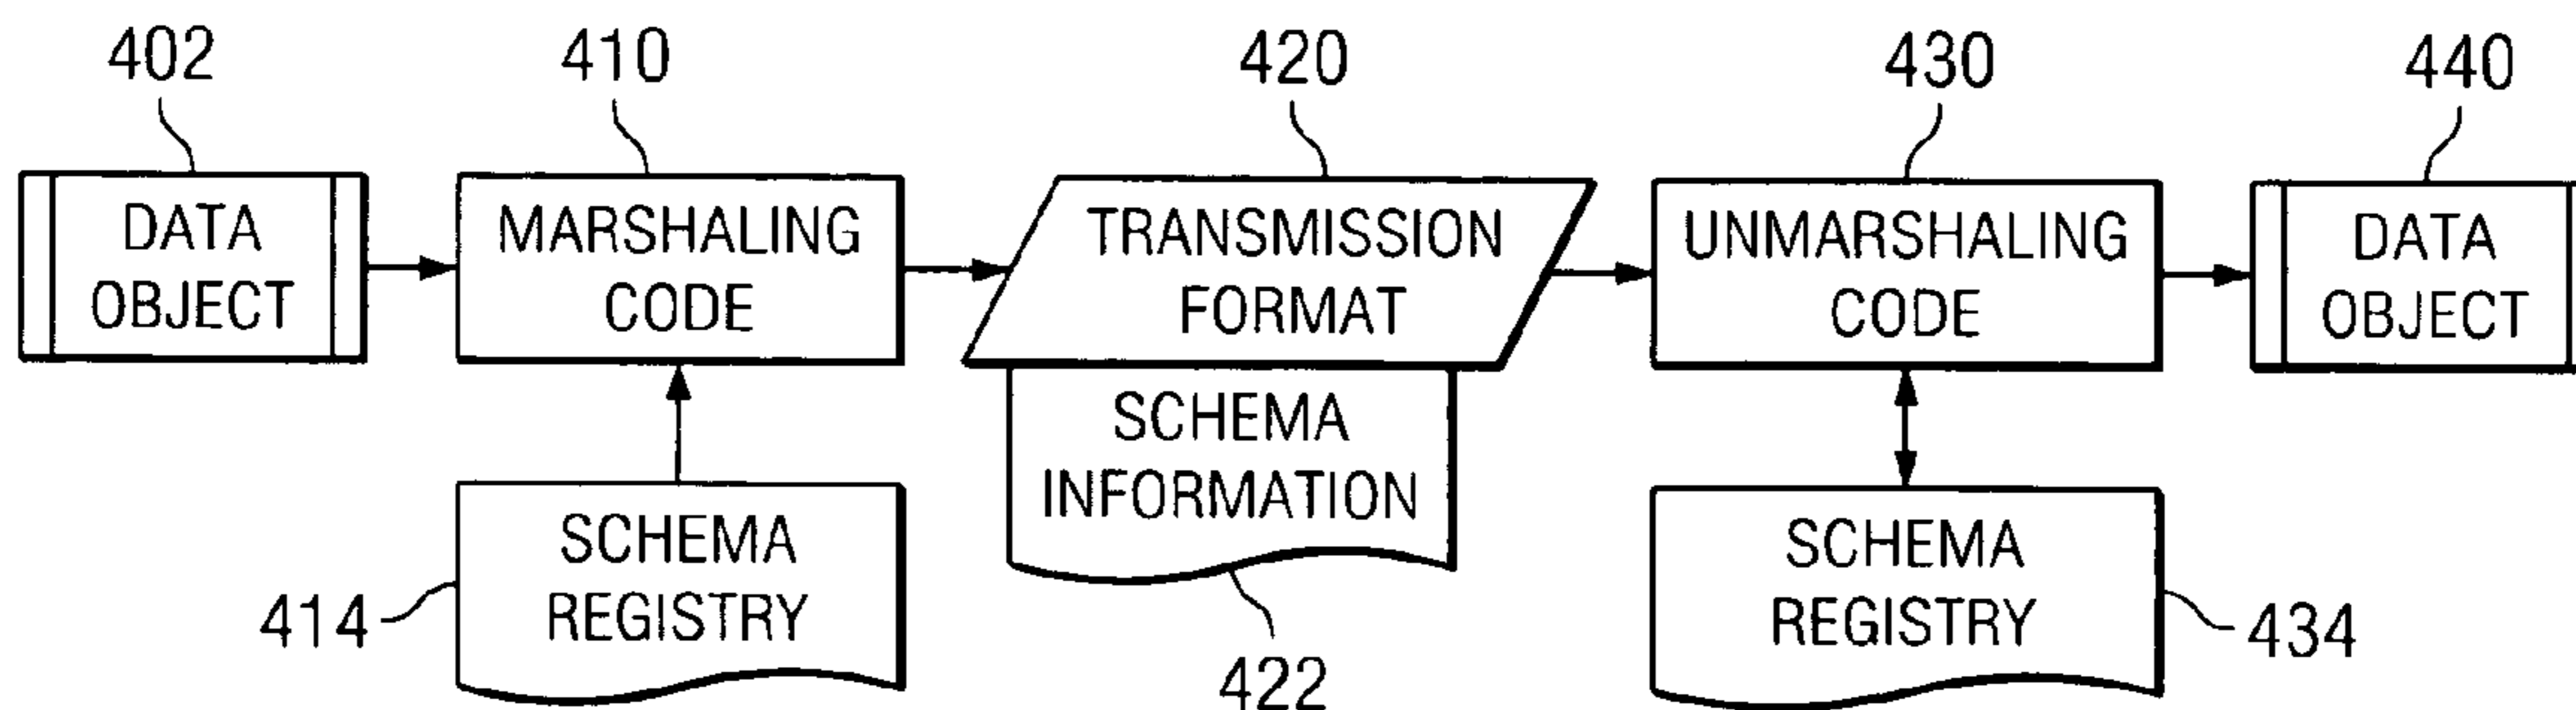 402
410
420
430
440
DATA
OBJECT
MARSHALING
CODE
TRANSMISSION
FORMAT
UNMARSHALING
CODE
DATA
OBJECT
SCHEMA
INFORMATION
SCHEMA
REGISTRY
SCHEMA
REGISTRY
414
422
434